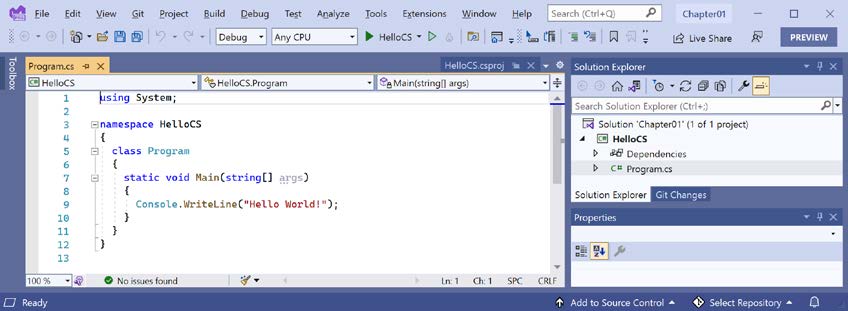 File Edit View Git Project Build Debug Test Analyze Tools Extensions Window Help Search (Ctrl+Q) Chapter01
Debug Any CPU HelloCS Live Share PREVIEW
Toolbox
Program.cs HelloCS.csproj
HelloCS HelloCS.Program Main(string[] args)
1 using System;
2
3 namespace HelloCS
4 {
5 class Program
6 {
7 static void Main(string[] args)
8 {
9 Console.WriteLine("Hello World!");
10 }
11 }
12 }
13
100 % No issues found Ln: 1 Ch: 1 SPC CRLF
Solution Explorer
Search Solution Explorer (Ctrl+;)
Solution 'Chapter01' (1 of 1 project)
HelloCS
Dependencies
C# Program.cs
Solution Explorer Git Changes
Properties
Ready Add to Source Control Select Repository